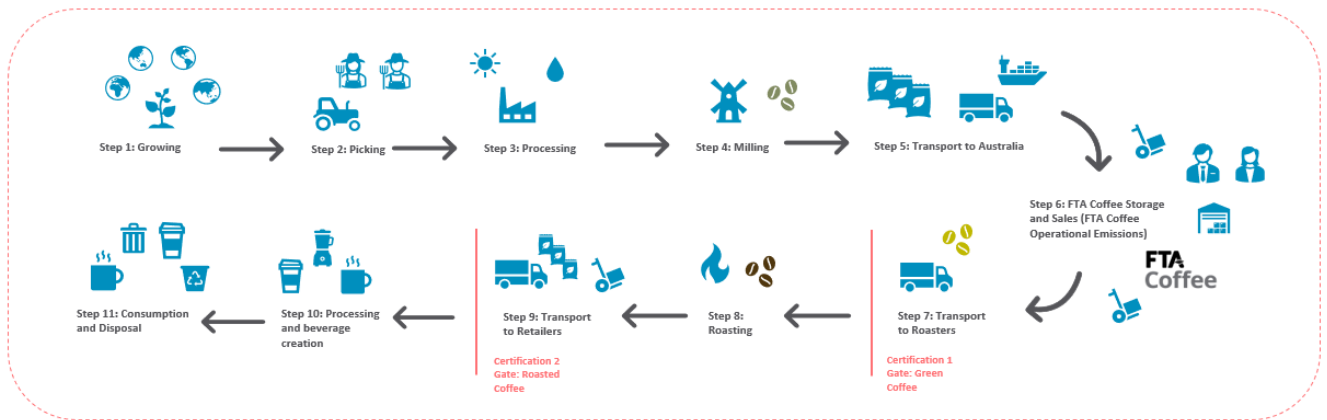 Step 1: Growing
Step 2: Picking
Step 3: Processing
Step 4: Milling
Step 5: Transport to Australia
Step 6: FTA Coffee Storage
and Sales (FTA Coffee
Operational Emissions)
FTA
Coffee
Step 7: Transport
to Roasters
Certification 1
Gate: Green
Coffee
Step 8:
Roasting
Step 9: Transport
to Retailers
Certification 2
Gate: Roasted
Coffee
Step 10: Processing
and beverage
creation
Step 11: Consumption
and Disposal